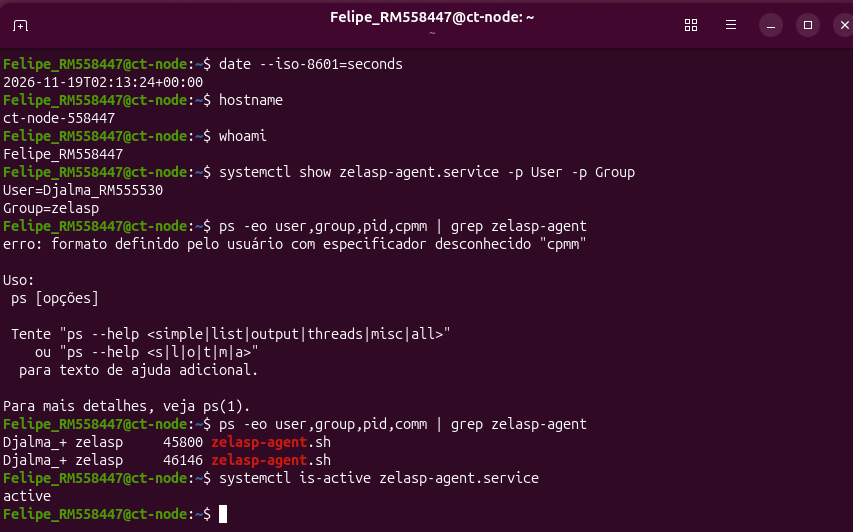 Felipe_RM558447@ct-node: ~
~
Felipe_RM558447@ct-node:~$ date --iso-8601=seconds
2026-11-19T02:13:24+00:00
Felipe_RM558447@ct-node:~$ hostname
ct-node-558447
Felipe_RM558447@ct-node:~$ whoami
Felipe_RM558447
Felipe_RM558447@ct-node:~$ systemctl show zelasp-agent.service -p User -p Group
User=Djalma_RM555530
Group=zelasp
Felipe_RM558447@ct-node:~$ ps -eo user,group,pid,cpmm | grep zelasp-agent
erro: formato definido pelo usuário com especificador desconhecido "cpmm"
Uso:
ps [opções]
Tente "ps --help <simple|list|output|threads|misc|all>"
ou "ps --help <s|l|o|t|m|a>"
para texto de ajuda adicional.
Para mais detalhes, veja ps(1).
Felipe_RM558447@ct-node:~$ ps -eo user,group,pid,comm | grep zelasp-agent
Djalma_+ zelasp     45800 zelasp-agent.sh
Djalma_+ zelasp     46146 zelasp-agent.sh
Felipe_RM558447@ct-node:~$ systemctl is-active zelasp-agent.service
active
Felipe_RM558447@ct-node:~$